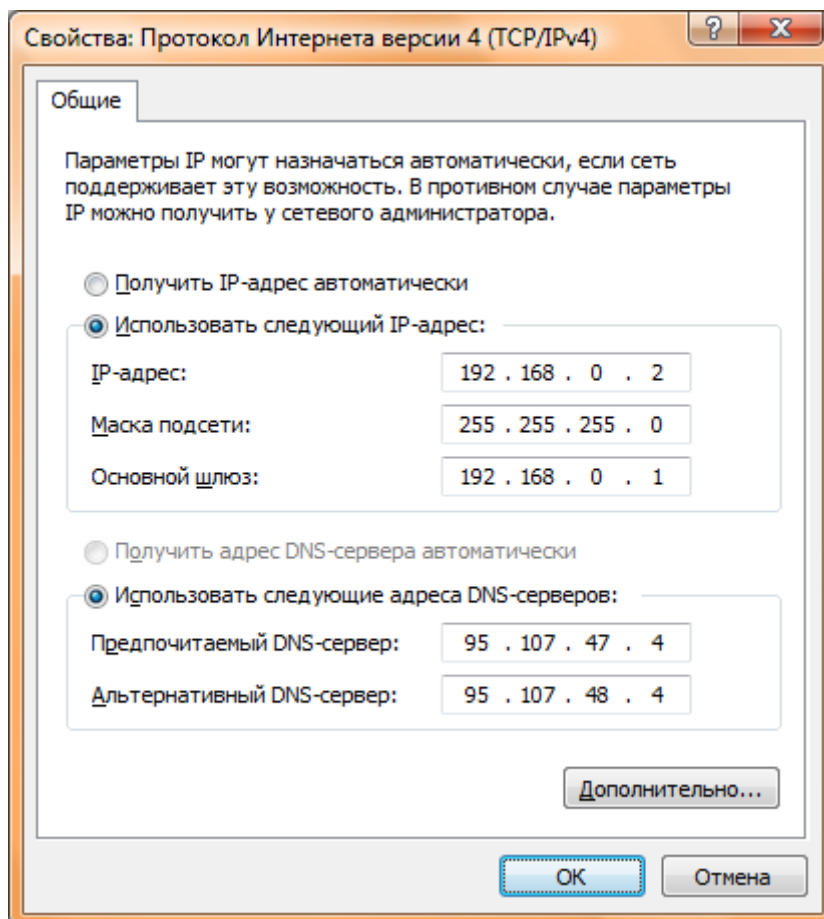 Свойства: Протокол Интернета версии 4 (TCP/IPv4)
?
X
Общие
Параметры IP могут назначаться автоматически, если сеть
поддерживает эту возможность. В противном случае параметры
IP можно получить у сетевого администратора.
Получить IP-адрес автоматически
Использовать следующий IP-адрес:
IP-адрес: 192 . 168 . 0 . 2
Маска подсети: 255 . 255 . 255 . 0
Основной шлюз: 192 . 168 . 0 . 1
Получить адрес DNS-сервера автоматически
Использовать следующие адреса DNS-серверов:
Предпочитаемый DNS-сервер: 95 . 107 . 47 . 4
Альтернативный DNS-сервер: 95 . 107 . 48 . 4
Дополнительно...
ОК Отмена